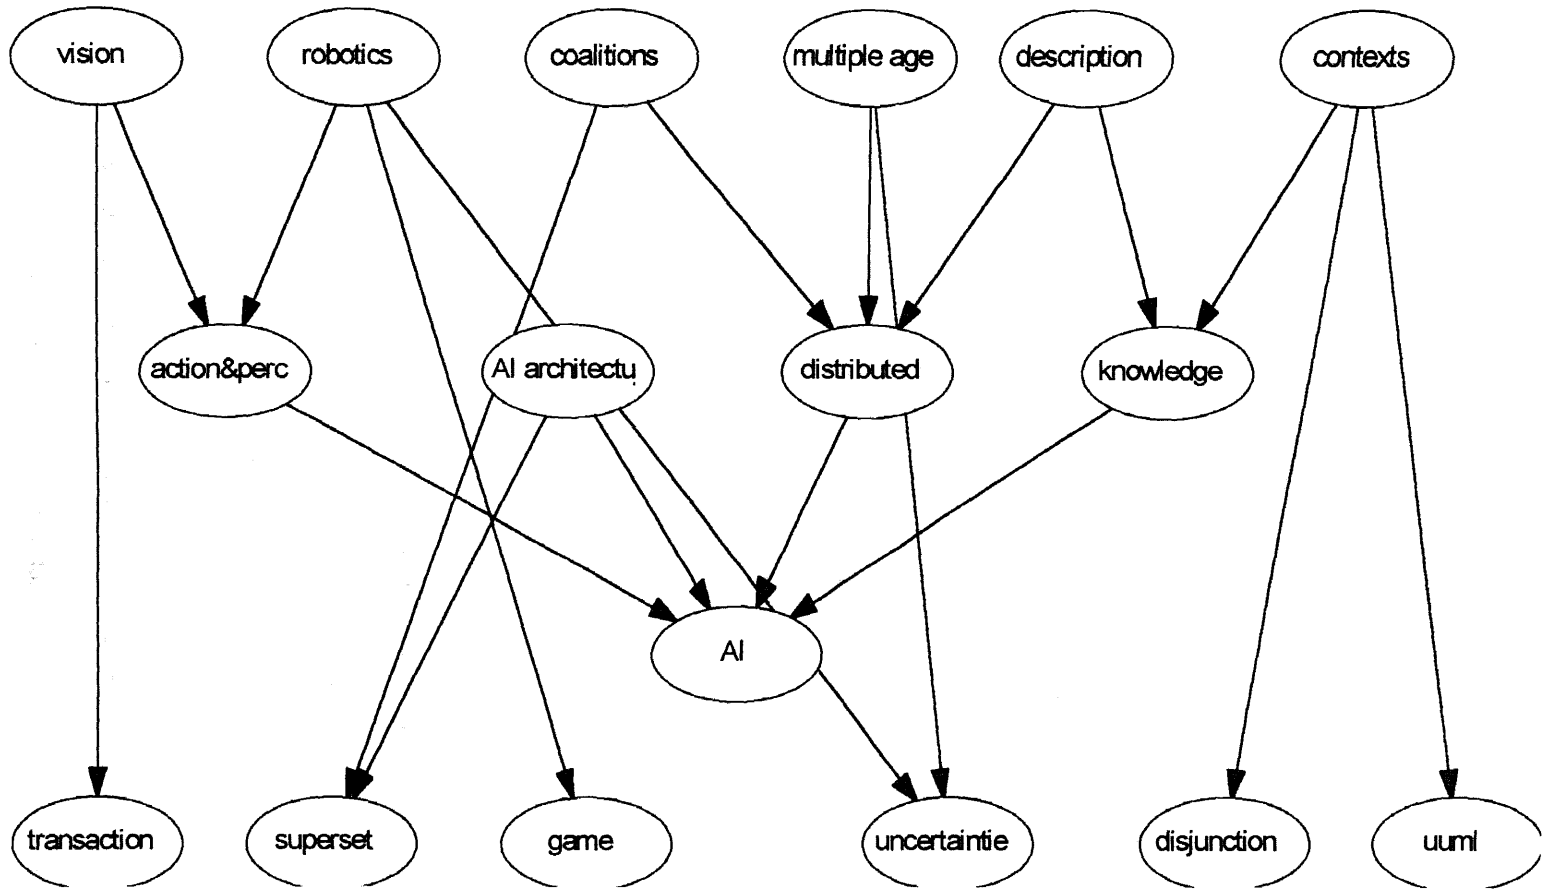 vision
robotics
coalitions
multiple age
description
contexts
action&perc
AI architectu
distributed
knowledge
AI
transaction
superset
game
uncertaintie
disjunction
uuml